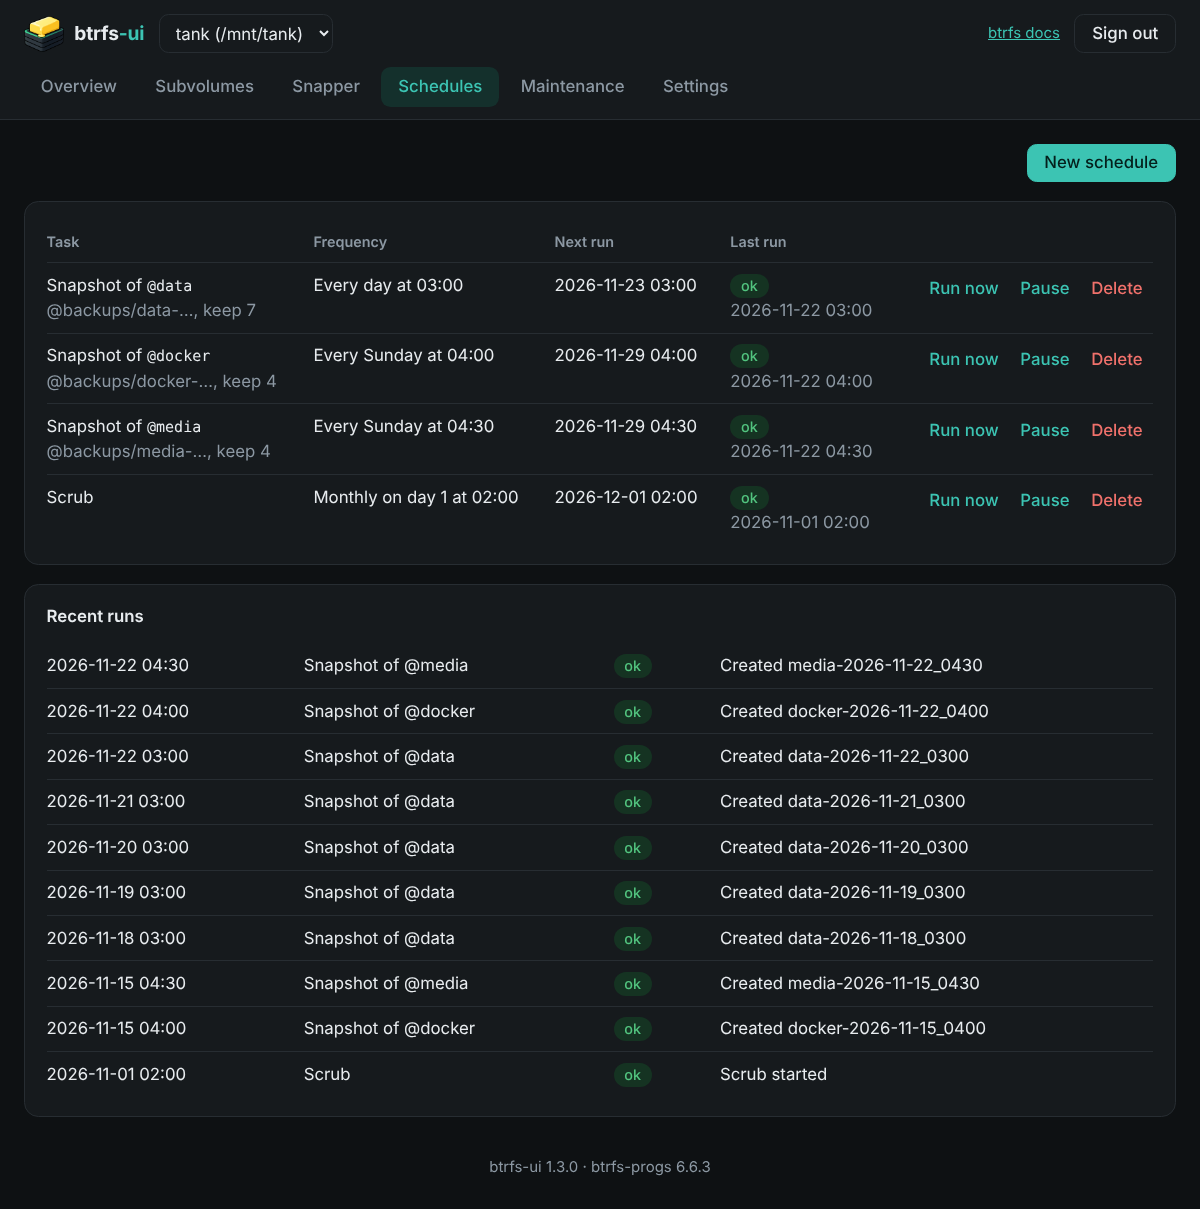 btrfs-ui tank (/mnt/tank) btrfs docs Sign out
Overview Subvolumes Snapper Schedules Maintenance Settings
New schedule
Task Frequency Next run Last run
Snapshot of @data Every day at 03:00 2026-11-23 03:00 ok Run now Pause Delete
@backups/data-..., keep 7 2026-11-22 03:00
Snapshot of @docker Every Sunday at 04:00 2026-11-29 04:00 ok Run now Pause Delete
@backups/docker-..., keep 4 2026-11-22 04:00
Snapshot of @media Every Sunday at 04:30 2026-11-29 04:30 ok Run now Pause Delete
@backups/media-..., keep 4 2026-11-22 04:30
Scrub Monthly on day 1 at 02:00 2026-12-01 02:00 ok Run now Pause Delete
2026-11-01 02:00
Recent runs
2026-11-22 04:30 Snapshot of @media ok Created media-2026-11-22_0430
2026-11-22 04:00 Snapshot of @docker ok Created docker-2026-11-22_0400
2026-11-22 03:00 Snapshot of @data ok Created data-2026-11-22_0300
2026-11-21 03:00 Snapshot of @data ok Created data-2026-11-21_0300
2026-11-20 03:00 Snapshot of @data ok Created data-2026-11-20_0300
2026-11-19 03:00 Snapshot of @data ok Created data-2026-11-19_0300
2026-11-18 03:00 Snapshot of @data ok Created data-2026-11-18_0300
2026-11-15 04:30 Snapshot of @media ok Created media-2026-11-15_0430
2026-11-15 04:00 Snapshot of @docker ok Created docker-2026-11-15_0400
2026-11-01 02:00 Scrub ok Scrub started
btrfs-ui 1.3.0 · btrfs-progs 6.6.3